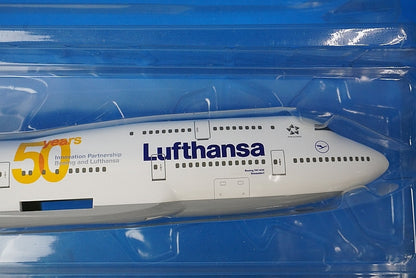 50 years
Innovation Partnership
Boeing and Lufthansa
Lufthansa